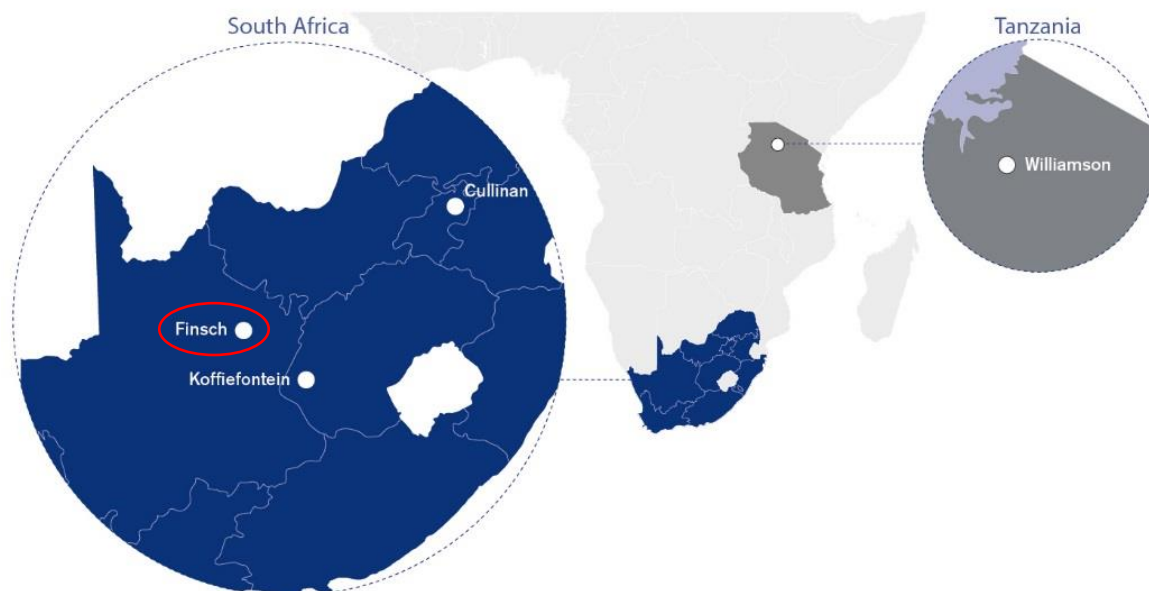 South Africa
Tanzania
Cullinan
Williamson
Finsch
Koffiefontein